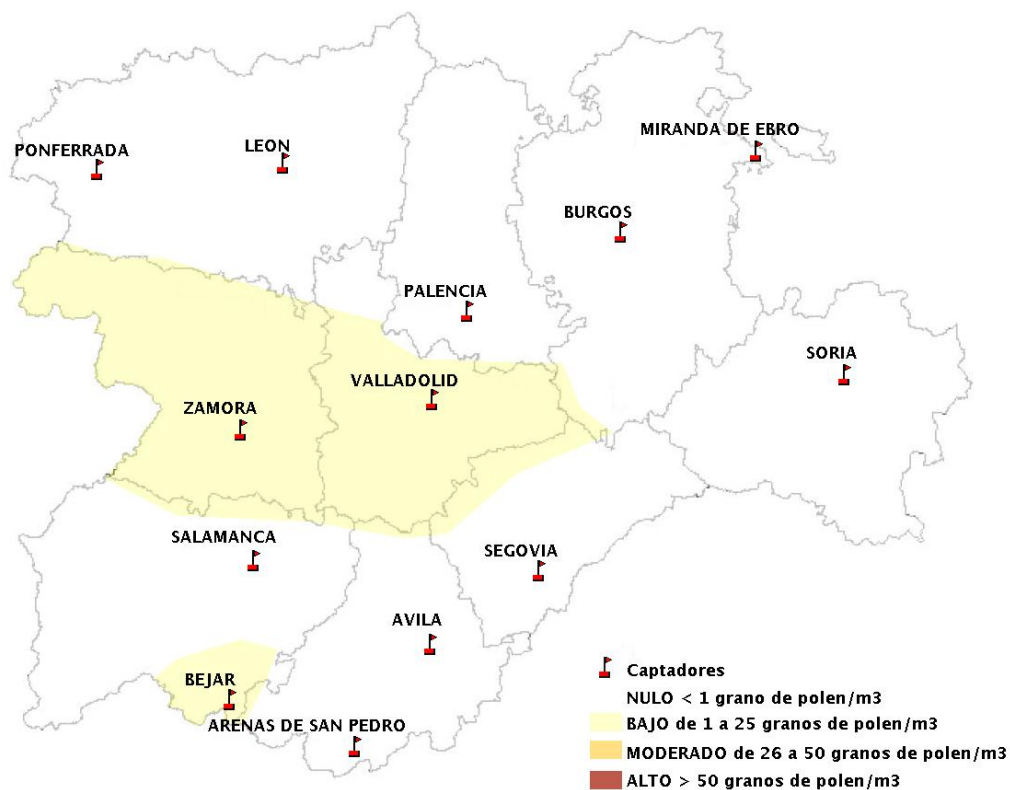 MIRANDA DE EBRO
PONFERRADA
LEON
BURGOS
PALENCIA
SORIA
VALLADOLID
ZAMORA
SALAMANCA
SEGOVIA
AVILA
BEJAR
ARENAS DE SAN PEDRO
Captadores
NULO < 1 grano de polen/m3
BAJO de 1 a 25 granos de polen/m3
MODERADO de 26 a 50 granos de polen/m3
ALTO > 50 granos de polen/m3